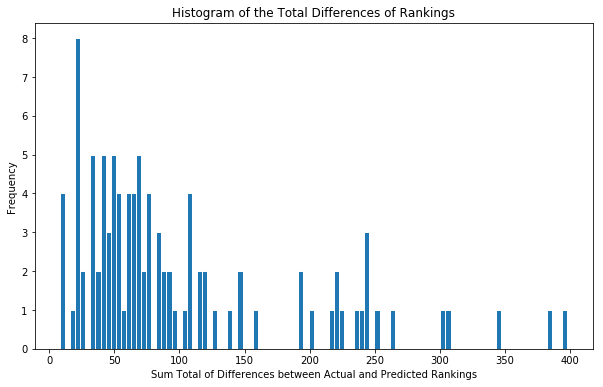 Histogram of the Total Differences of Rankings
8
7
6
5
4
3
2
1
0
Frequency
0 50 100 150 200 250 300 350 400
Sum Total of Differences between Actual and Predicted Rankings